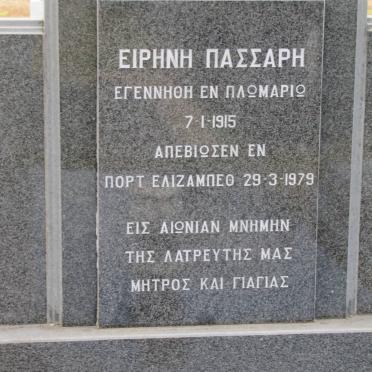 ΕΙΡΗΝΗ ΠΑΣΣΑΡΗ
ΕΓΕΝΝΗΘΗ ΕΝ ΠΛΩΜΑΡΙΩ
7-1-1915
ΑΠΕΒΙΩΣΕΝ ΕΝ
ΠΟΡΤ ΕΛΙΖΑΜΠΕΘ 29-3-1979
ΕΙΣ ΑΙΩΝΙΑΝ ΜΝΗΜΗΝ
ΤΗΣ ΛΑΤΡΕΥΤΗΣ ΜΑΣ
ΜΗΤΡΟΣ ΚΑΙ ΓΙΑΓΙΑΣ